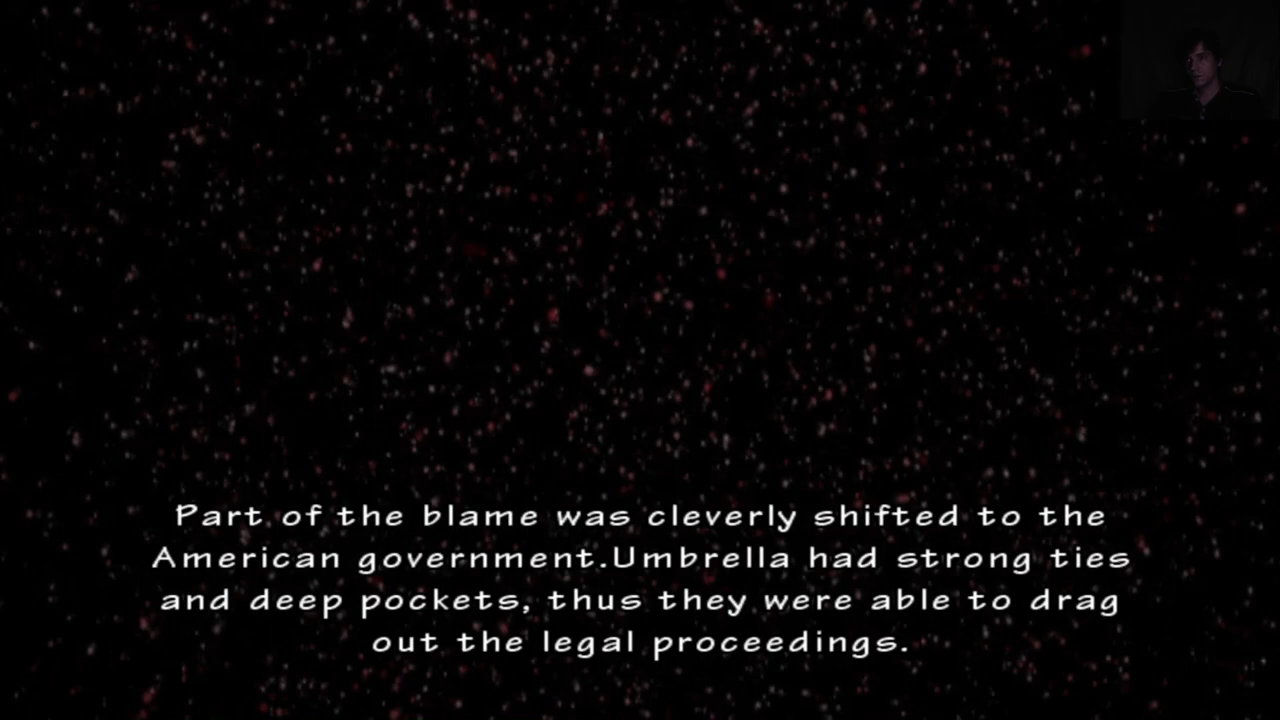 Part of the blame was cleverly shifted to the
American government.Umbrella had strong ties
and deep pockets, thus they were able to drag
out the legal proceedings.